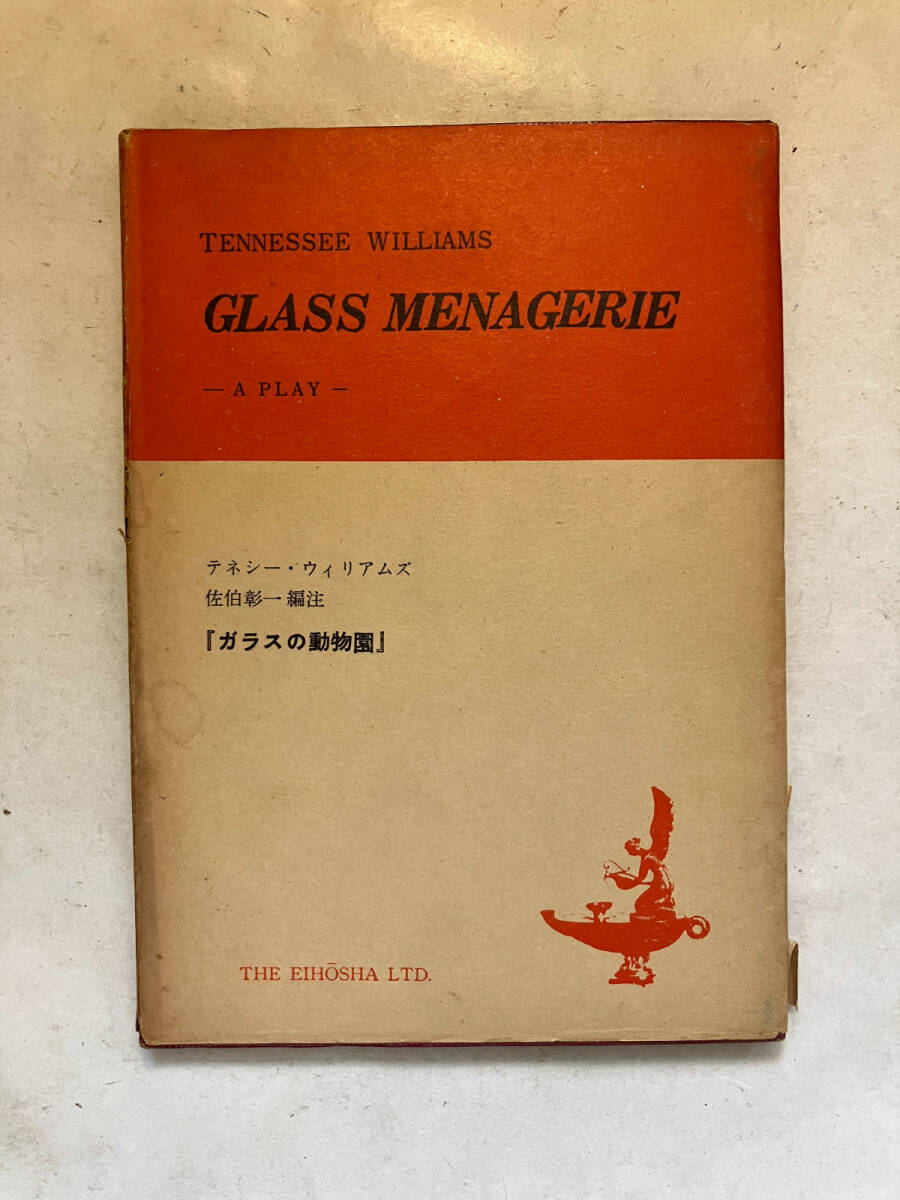 TENNESSEE WILLIAMS
GLASS MENAGERIE
— A PLAY —
テネシー・ウィリアムズ
佐伯彰一編注
『ガラスの動物園』
THE EIHŌSHA LTD.